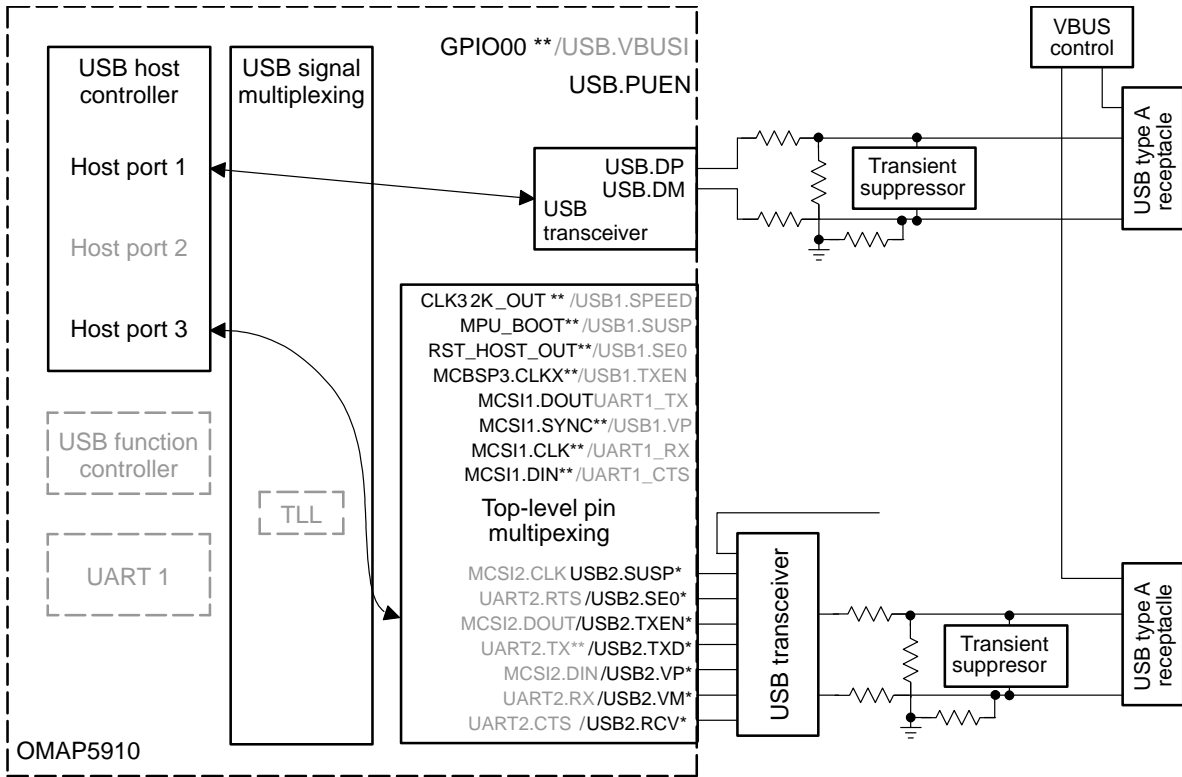 GPIO00 **/USB.VBUSI
USB.PUEN
USB host
controller
Host port 1
Host port 2
Host port 3
USB signal
multiplexing
USB function
controller
UART 1
TLL
USB.DP
USB.DM
USB
transceiver
CLK32K_OUT ** /USB1.SPEED
MPU_BOOT**/USB1.SUSP
RST_HOST_OUT**/USB1.SE0
MCBSP3.CLKX**/USB1.TXEN
MCSI1.DOUTUART1_TX
MCSI1.SYNC**/USB1.VP
MCSI1.CLK**/UART1_RX
MCSI1.DIN**/UART1_CTS
Top-level pin
multipexing
MCSI2.CLK USB2.SUSP*
UART2.RTS /USB2.SE0*
MCSI2.DOUT/USB2.TXEN*
UART2.TX**/USB2.TXD*
MCSI2.DIN /USB2.VP*
UART2.RX/USB2.VM*
UART2.CTS /USB2.RCV*
OMAP5910
VBUS
control
Transient
suppressor
USB type A
receptacle
USB transceiver
Transient
suppresor
USB type A
receptaclle